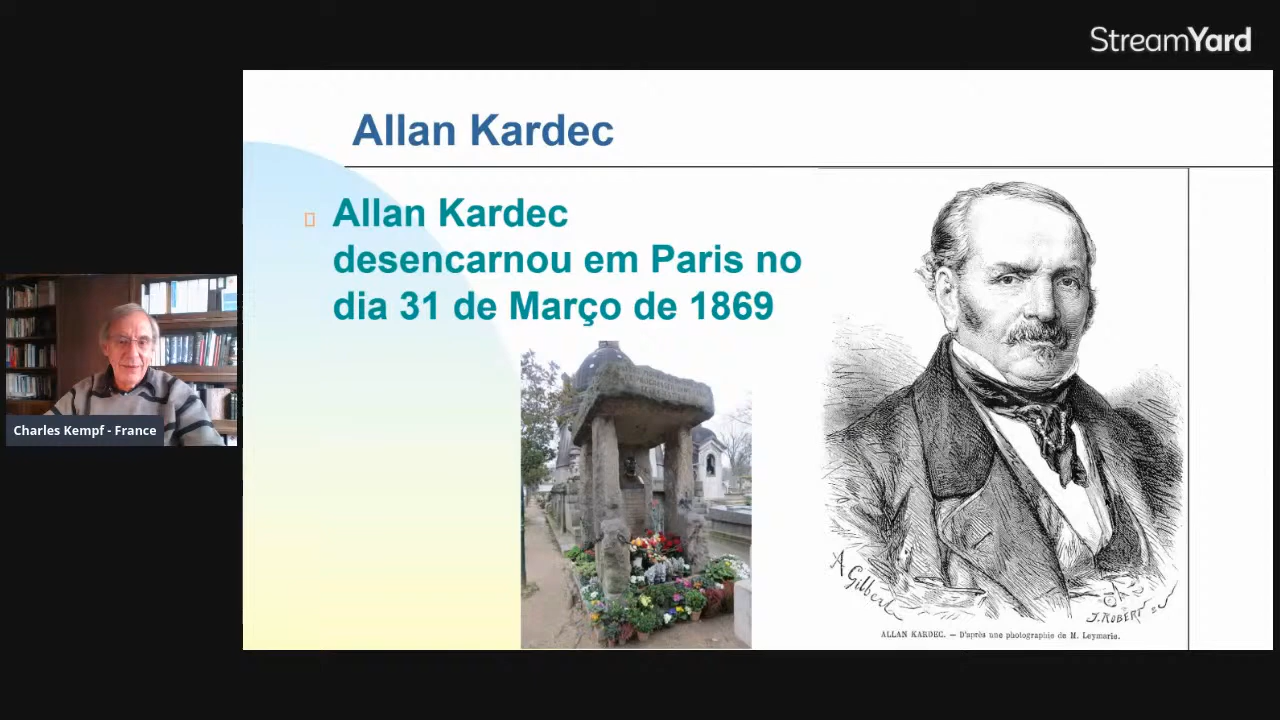 StreamYard
Allan Kardec
Allan Kardec
desencarnou em Paris no
dia 31 de Março de 1869
Charles Kempf - France
A Gilbert
J. ROBERT
ALLAN KARDEC. — D'après une photographie de M. Leymarie.